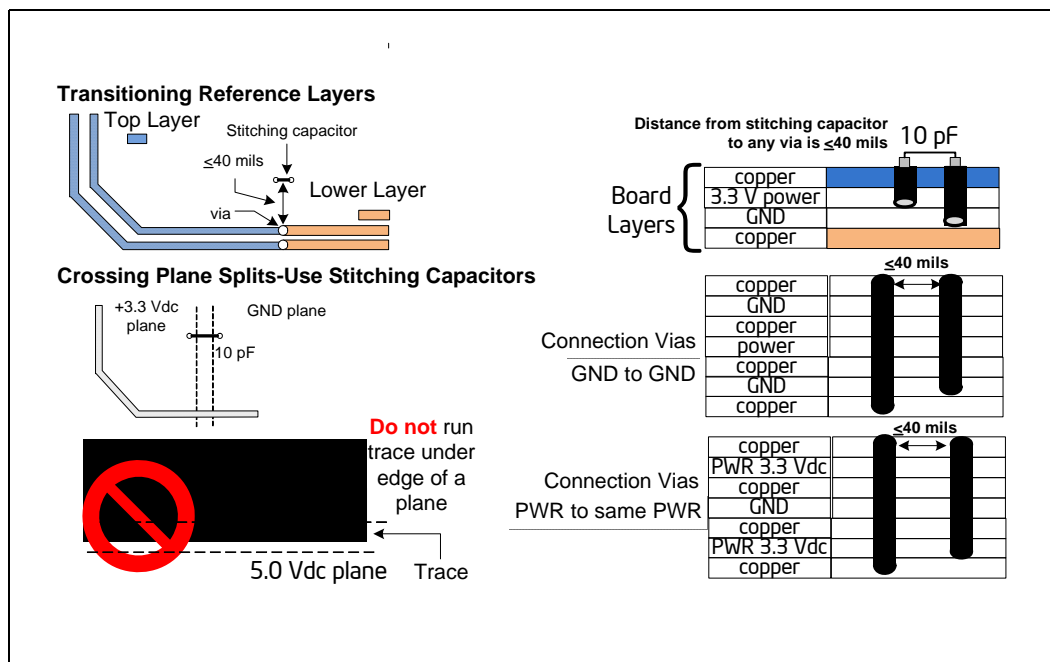 Transitioning Reference Layers
Top Layer
Stitching capacitor
≤40 mils
Lower Layer
via
Crossing Plane Splits-Use Stitching Capacitors
+3.3 Vdc
plane
GND plane
10 pF
Do not run
trace under
edge of a
plane
5.0 Vdc plane
Trace
Distance from stitching capacitor
to any via is ≤40 mils
10 pF
Board
Layers
copper
3.3 V power
GND
copper
≤40 mils
Connection Vias
GND to GND
copper
GND
copper
power
copper
GND
copper
≤40 mils
Connection Vias
PWR to same PWR
copper
PWR 3.3 Vdc
copper
GND
copper
PWR 3.3 Vdc
copper